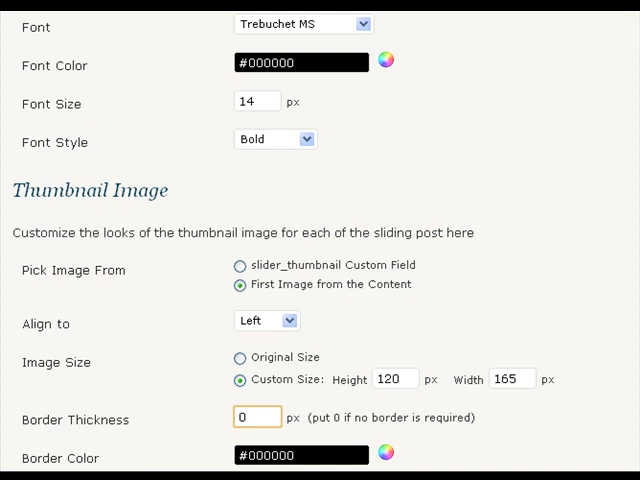 Font Trebuchet MS
Font Color #000000
Font Size 14 px
Font Style Bold
Thumbnail Image
Customize the looks of the thumbnail image for each of the sliding post here
Pick Image From slider_thumbnail Custom Field
First Image from the Content
Align to Left
Image Size Original Size
Custom Size: Height 120 px Width 165 px
Border Thickness 0 px (put 0 if no border is required)
Border Color #000000